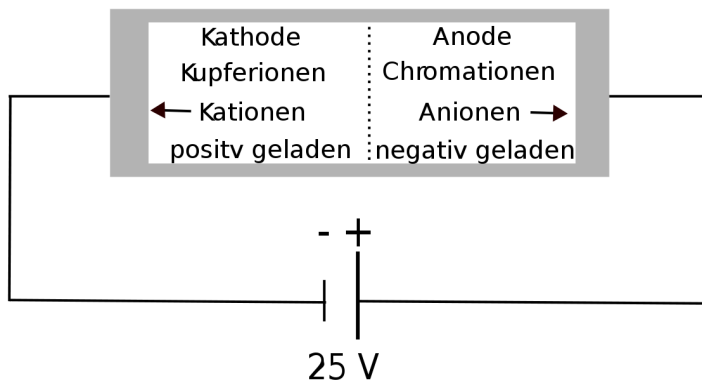 Kathode Anode
Kupferionen Chromationen
Kationen Anionen
positv geladen negativ geladen
- +
25 V